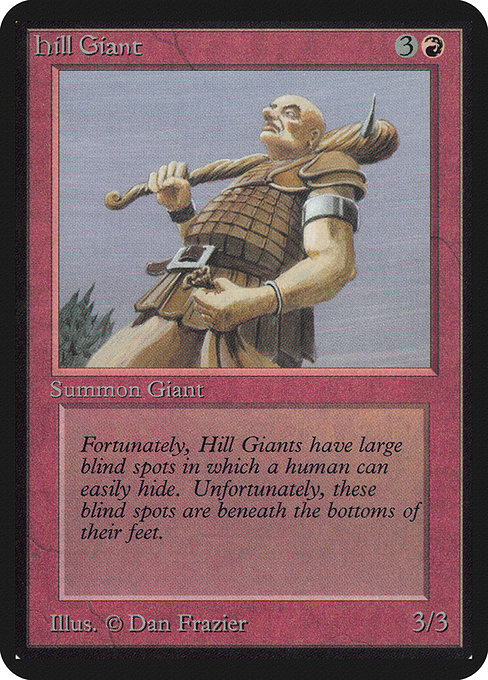 Hill Giant 3
Summon Giant
Fortunately, Hill Giants have large
blind spots in which a human can
easily hide. Unfortunately, these
blind spots are beneath the bottoms of
their feet.
Illus. © Dan Frazier 3/3